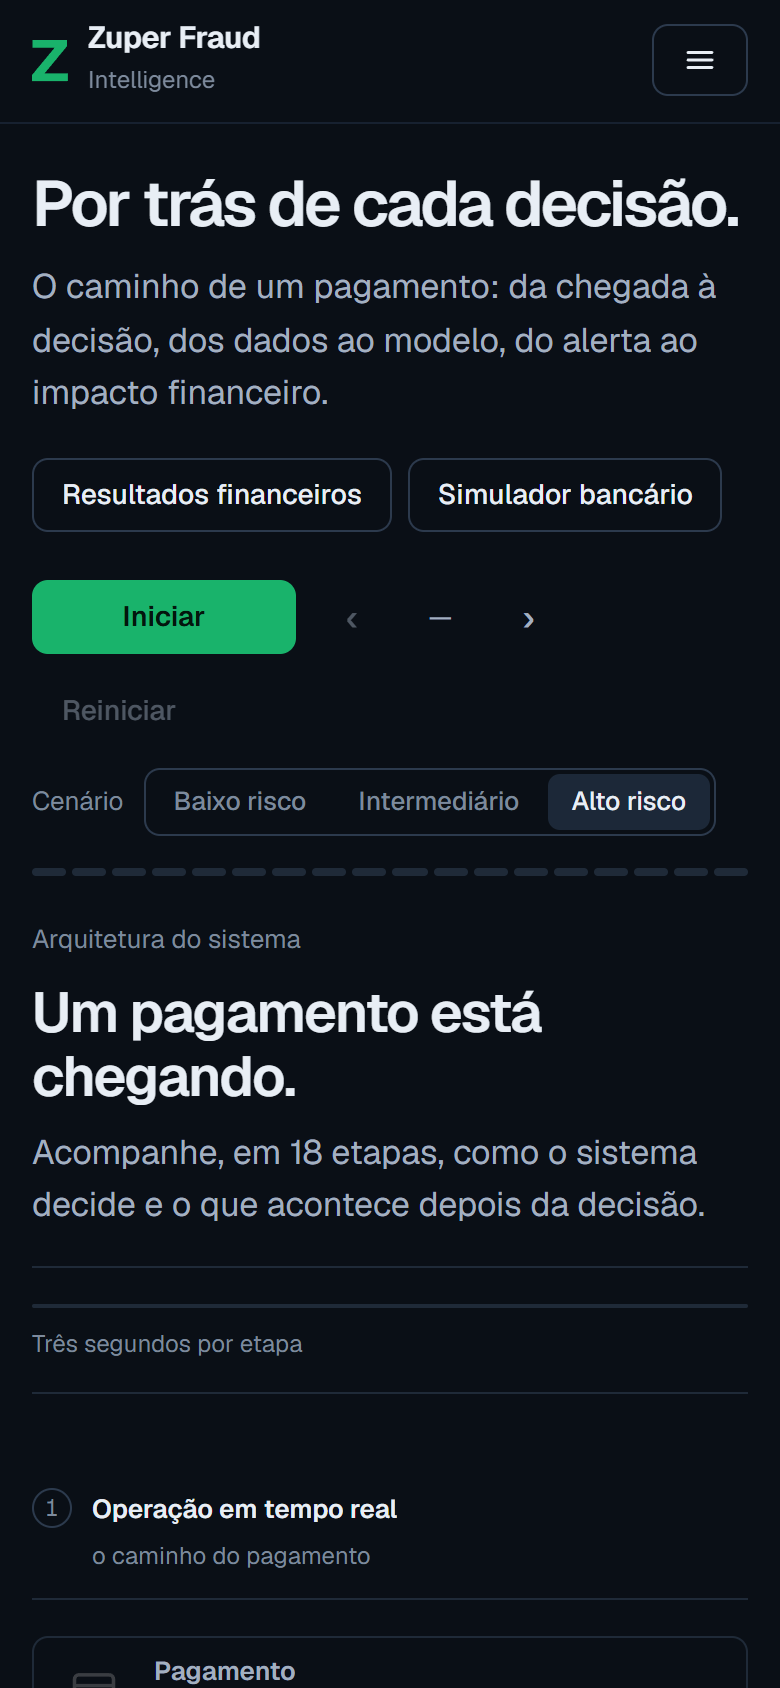 Z
Zuper Fraud
Intelligence
Por trás de cada decisão.
O caminho de um pagamento: da chegada à
decisão, dos dados ao modelo, do alerta ao
impacto financeiro.
Resultados financeiros
Simulador bancário
Iniciar
‹ — ›
Reiniciar
Cenário
Baixo risco
Intermediário
Alto risco
Arquitetura do sistema
Um pagamento está
chegando.
Acompanhe, em 18 etapas, como o sistema
decide e o que acontece depois da decisão.
Três segundos por etapa
1
Operação em tempo real
o caminho do pagamento
Pagamento